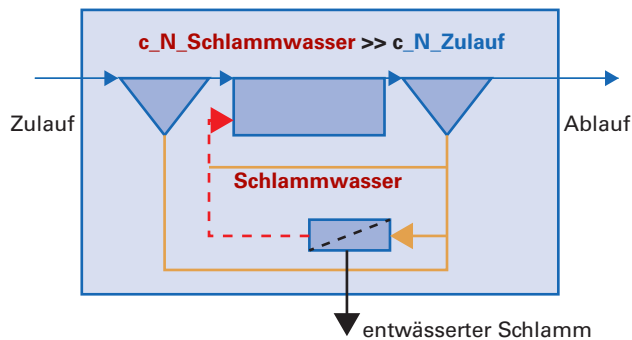 c_N_Schlammwasser >> c_N_Zulauf
Zulauf
Ablauf
Schlammwasser
entwässerter Schlamm